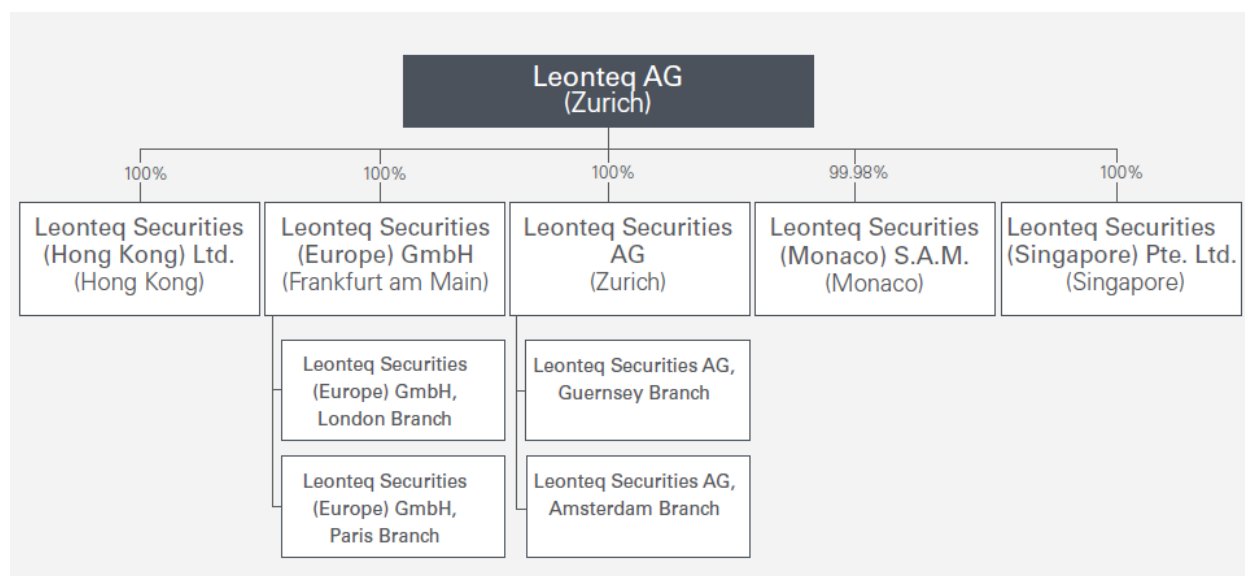 Leonteq AG
(Zurich)
100%
100%
100%
99.98%
100%
Leonteq Securities
(Hong Kong) Ltd.
(Hong Kong)
Leonteq Securities
(Europe) GmbH
(Frankfurt am Main)
Leonteq Securities
AG
(Zurich)
Leonteq Securities
(Monaco) S.A.M.
(Monaco)
Leonteq Securities
(Singapore) Pte. Ltd.
(Singapore)
Leonteq Securities
(Europe) GmbH,
London Branch
Leonteq Securities AG,
Guernsey Branch
Leonteq Securities
(Europe) GmbH,
Paris Branch
Leonteq Securities AG,
Amsterdam Branch